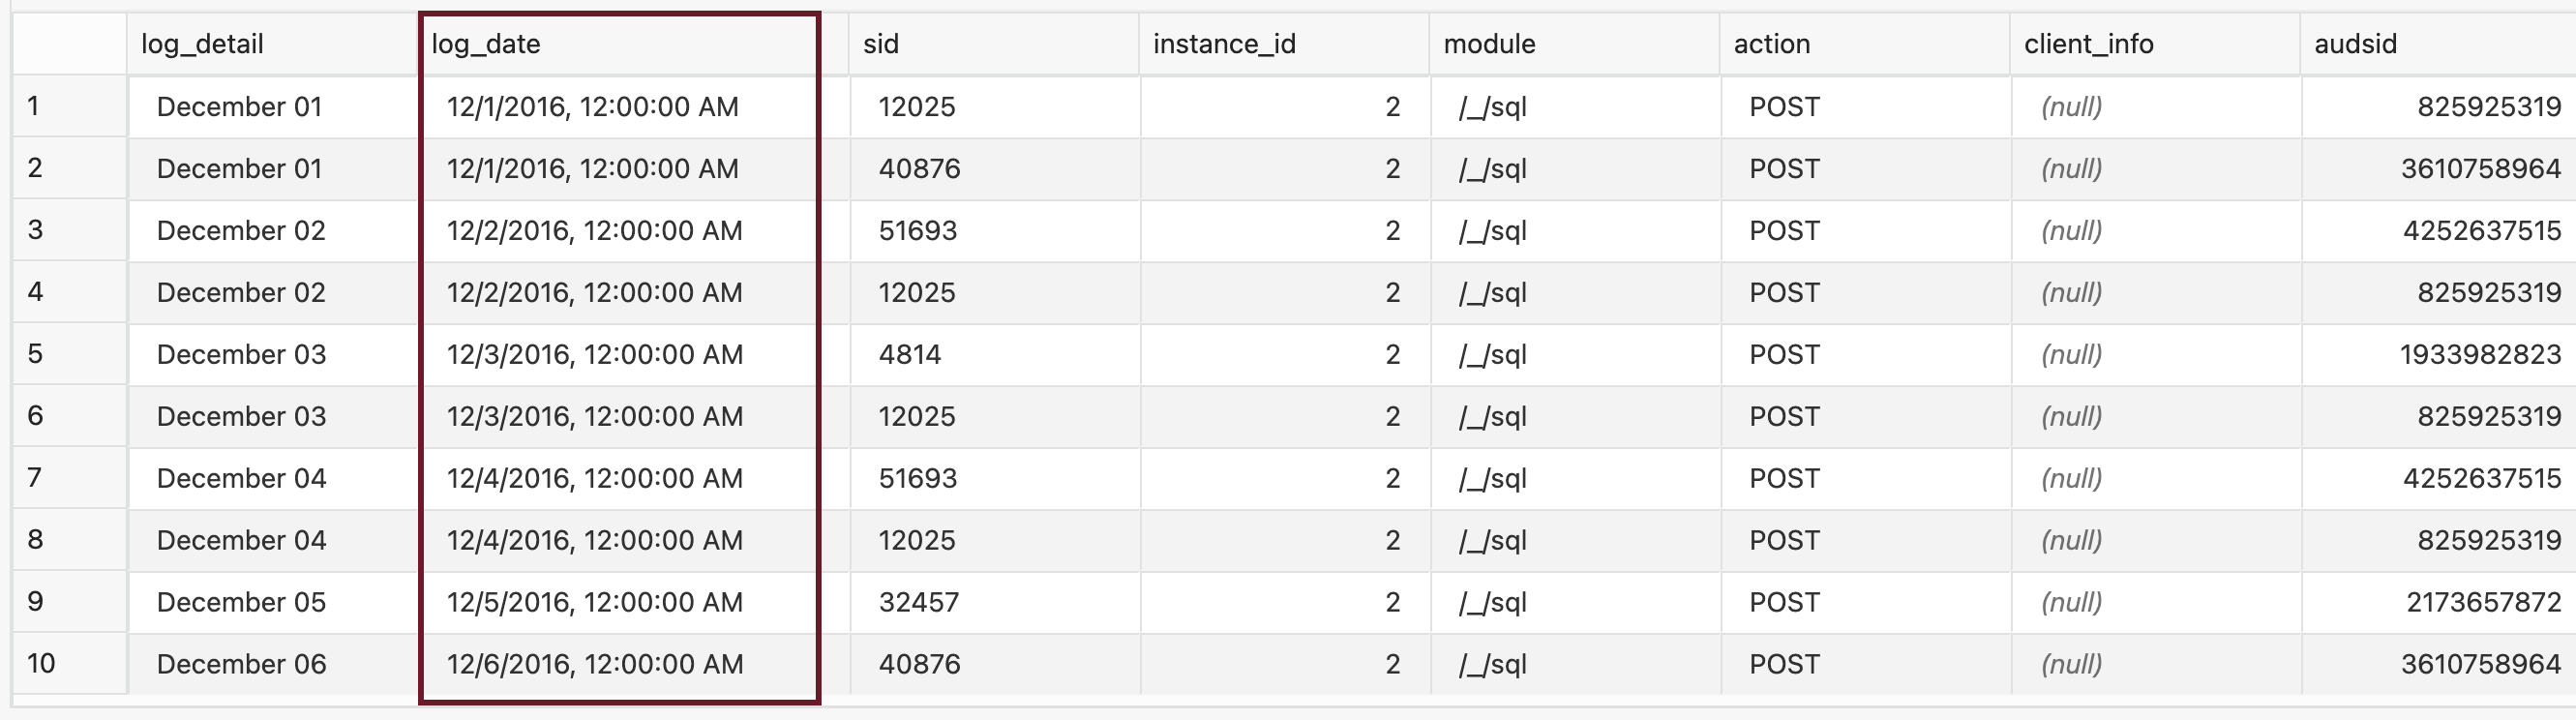 log_detail log_date sid instance_id module action client_info audsid
1 December 01 12/1/2016, 12:00:00 AM 12025 2 /_/sql POST (null) 825925319
2 December 01 12/1/2016, 12:00:00 AM 40876 2 /_/sql POST (null) 3610758964
3 December 02 12/2/2016, 12:00:00 AM 51693 2 /_/sql POST (null) 4252637515
4 December 02 12/2/2016, 12:00:00 AM 12025 2 /_/sql POST (null) 825925319
5 December 03 12/3/2016, 12:00:00 AM 4814 2 /_/sql POST (null) 1933982823
6 December 03 12/3/2016, 12:00:00 AM 12025 2 /_/sql POST (null) 825925319
7 December 04 12/4/2016, 12:00:00 AM 51693 2 /_/sql POST (null) 4252637515
8 December 04 12/4/2016, 12:00:00 AM 12025 2 /_/sql POST (null) 825925319
9 December 05 12/5/2016, 12:00:00 AM 32457 2 /_/sql POST (null) 2173657872
10 December 06 12/6/2016, 12:00:00 AM 40876 2 /_/sql POST (null) 3610758964